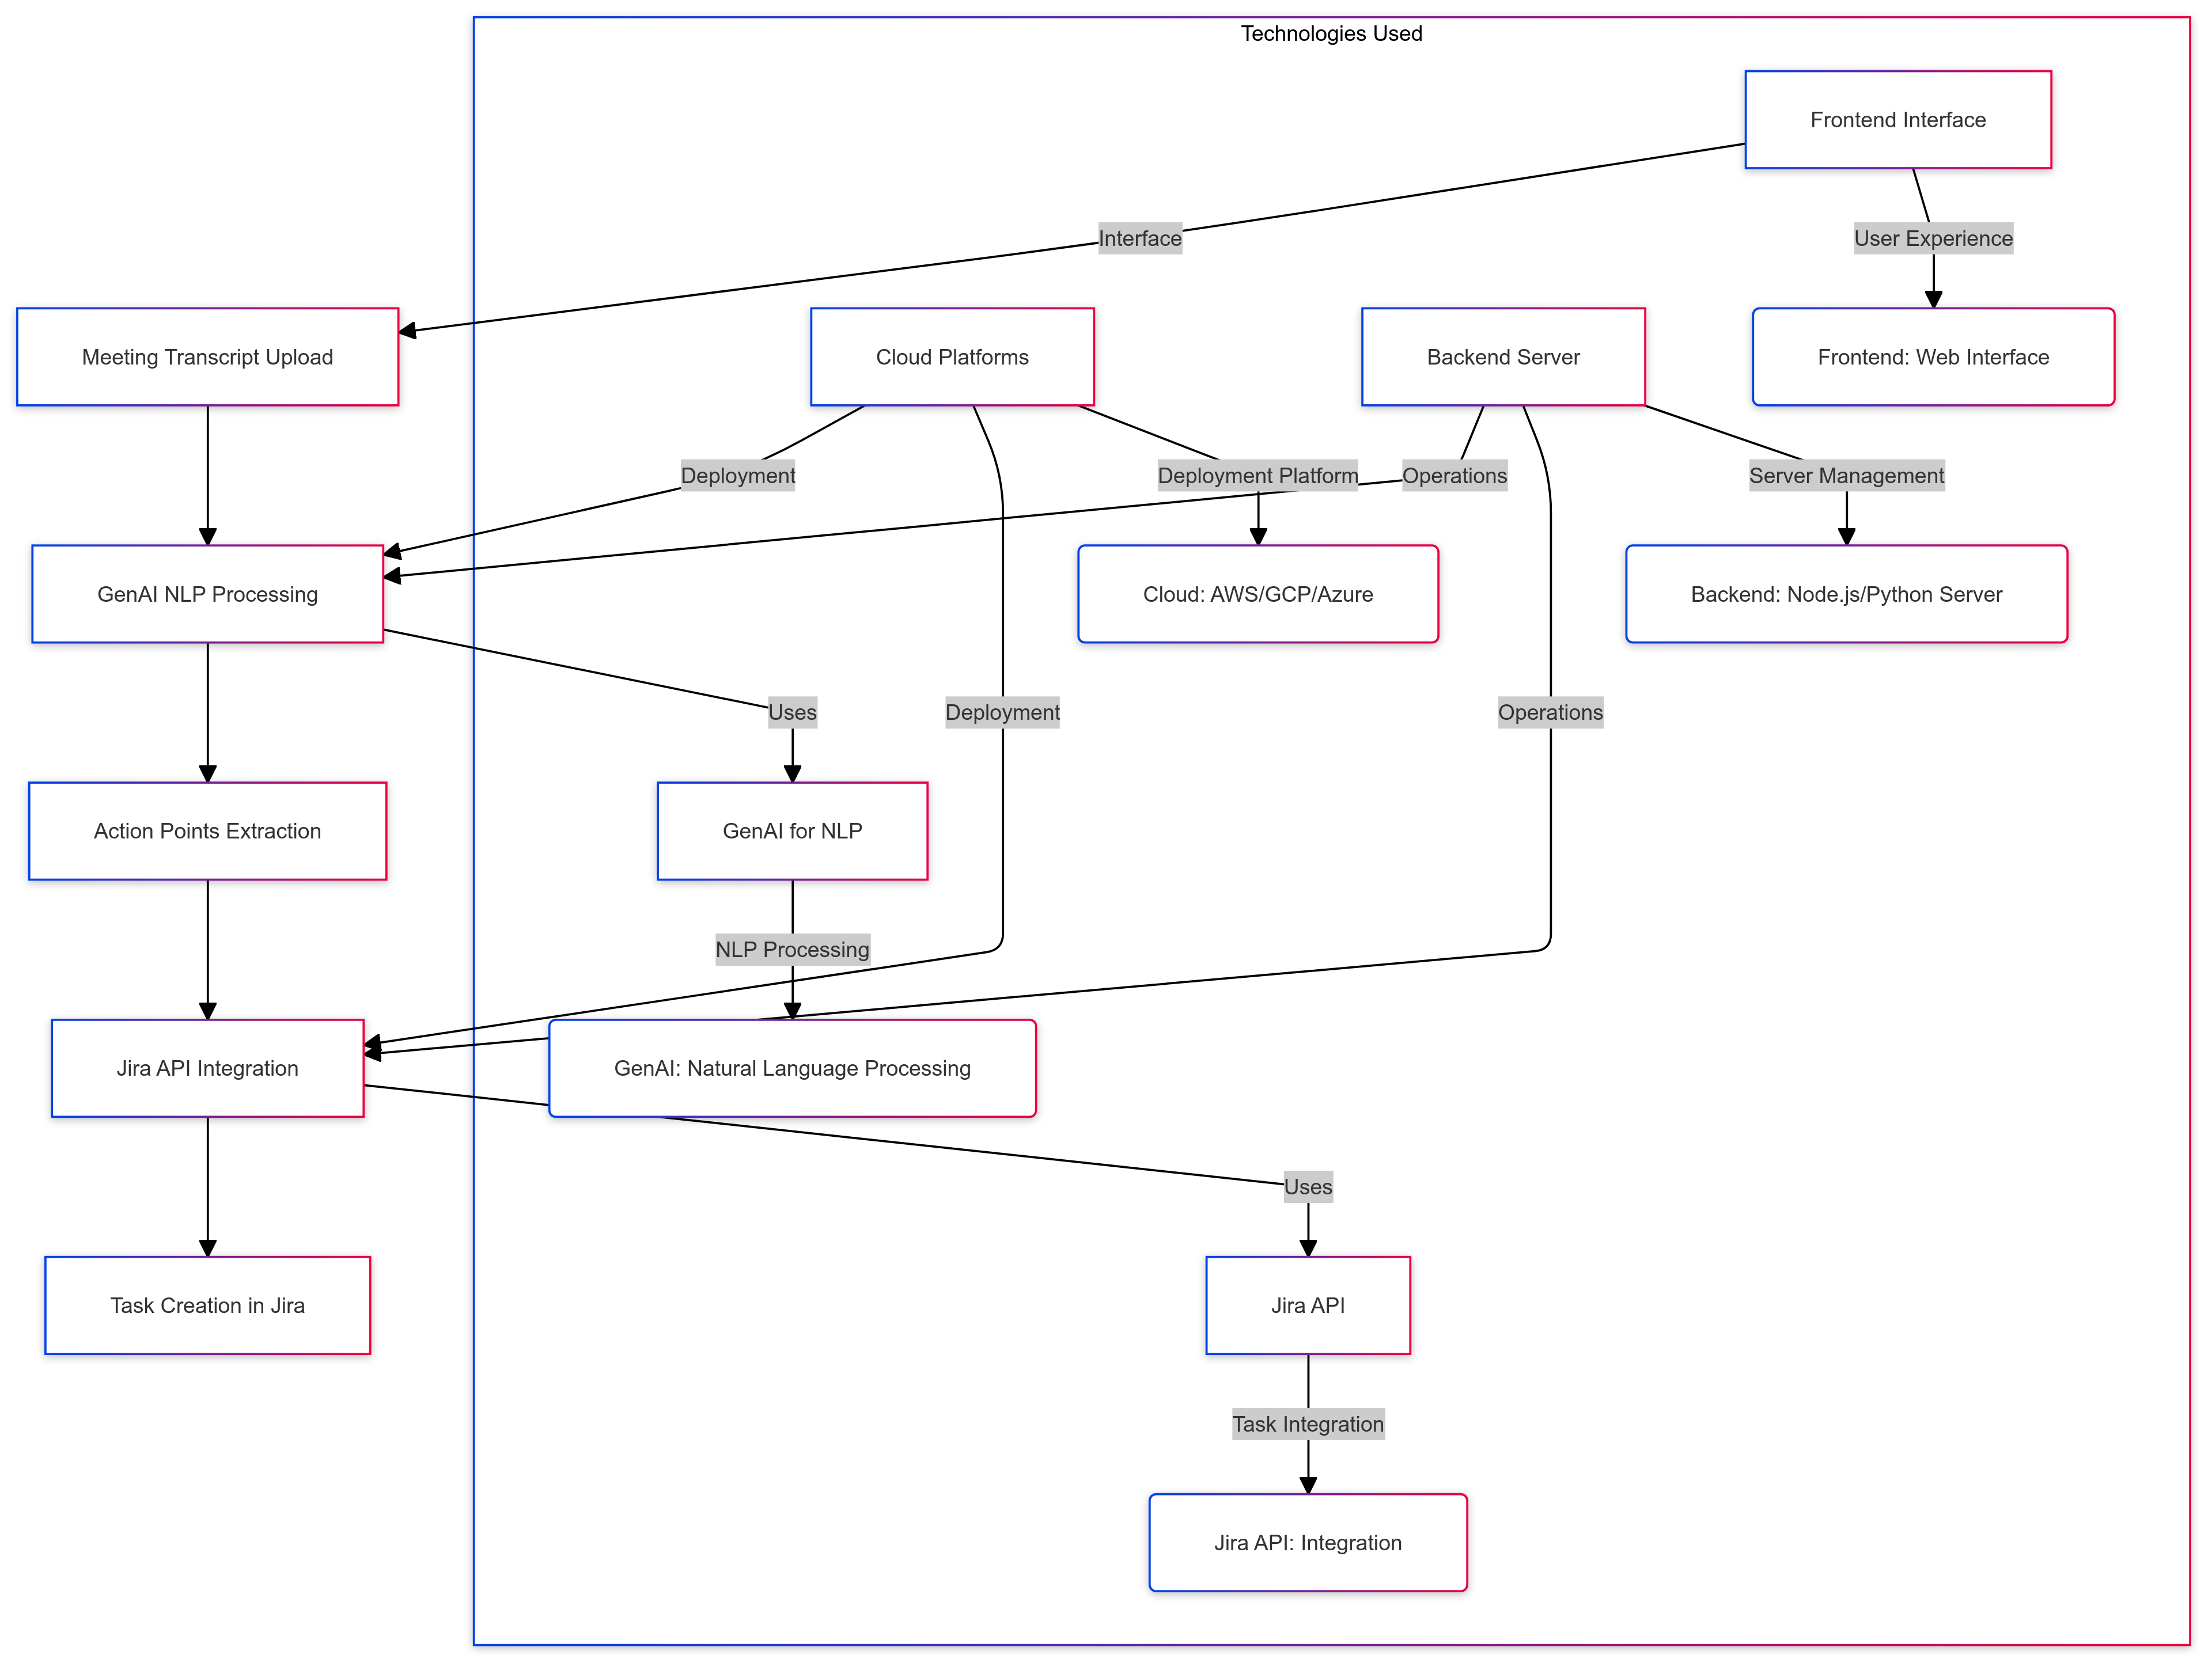 Technologies Used
Frontend Interface
Interface
User Experience
Meeting Transcript Upload
Cloud Platforms
Backend Server
Frontend: Web Interface
Deployment
Deployment Platform
Operations
Server Management
GenAI NLP Processing
Cloud: AWS/GCP/Azure
Backend: Node.js/Python Server
Uses
Deployment
Operations
Action Points Extraction
GenAI for NLP
NLP Processing
Jira API Integration
GenAI: Natural Language Processing
Uses
Task Creation in Jira
Jira API
Task Integration
Jira API: Integration